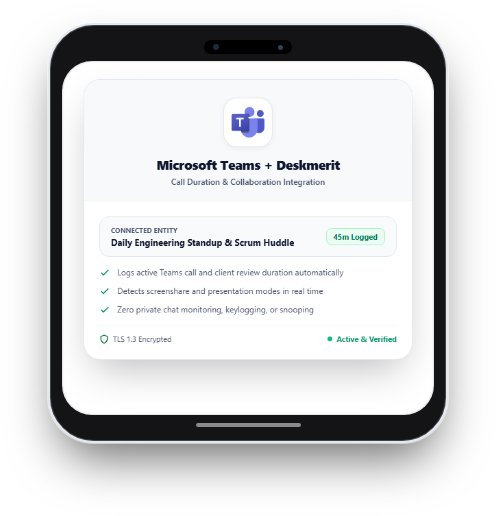 T
Microsoft Teams + Deskmerit
Call Duration & Collaboration Integration
CONNECTED ENTITY
Daily Engineering Standup & Scrum Huddle
45m Logged
Logs active Teams call and client review duration automatically
Detects screenshare and presentation modes in real time
Zero private chat monitoring, keylogging, or snooping
TLS 1.3 Encrypted
Active & Verified